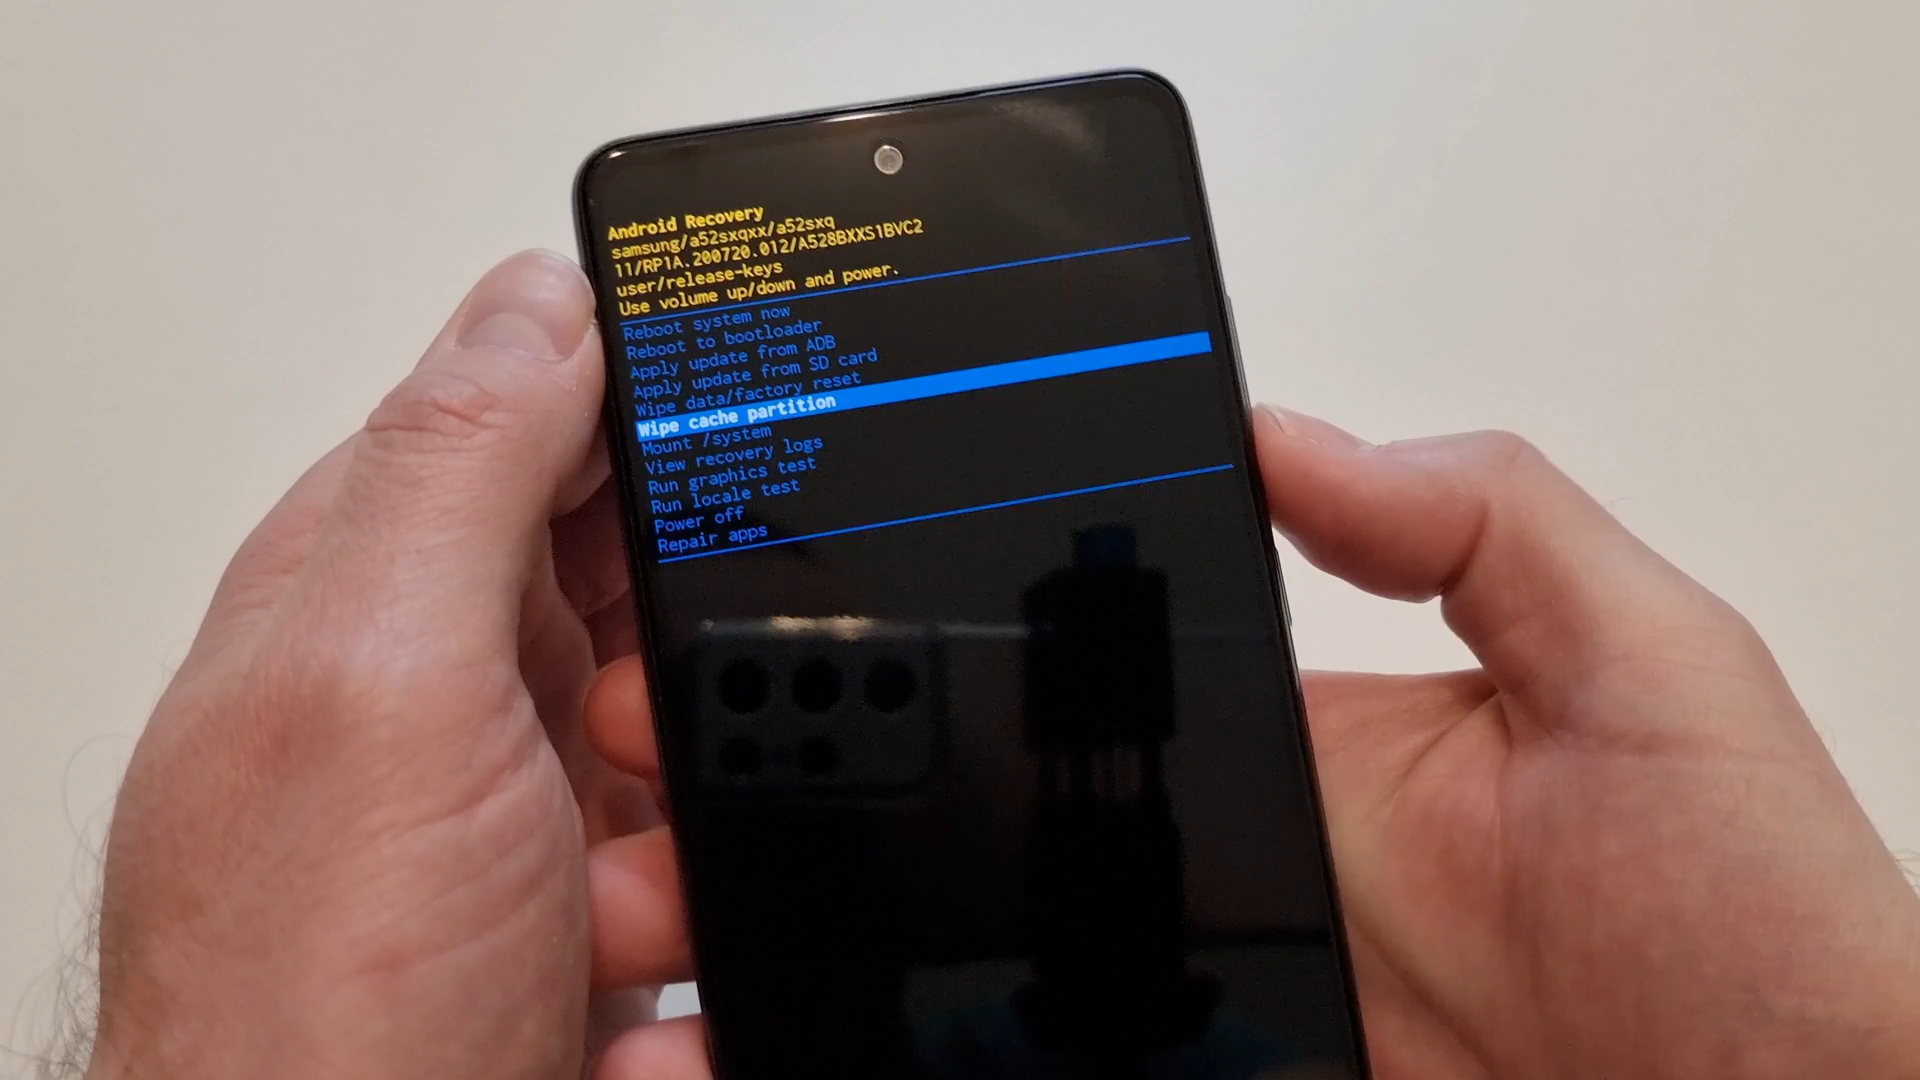 Android Recovery
samsung/a52sxqxx/a52sxq
11/RP1A.200720.012/A528BXXS1BVC2
user/release-keys
Use volume up/down and power.
Reboot system now
Reboot to bootloader
Apply update from ADB
Apply update from SD card
Wipe data/factory reset
Wipe cache partition
Mount /system
View recovery logs
Run graphics test
Run locale test
Power off
Repair apps